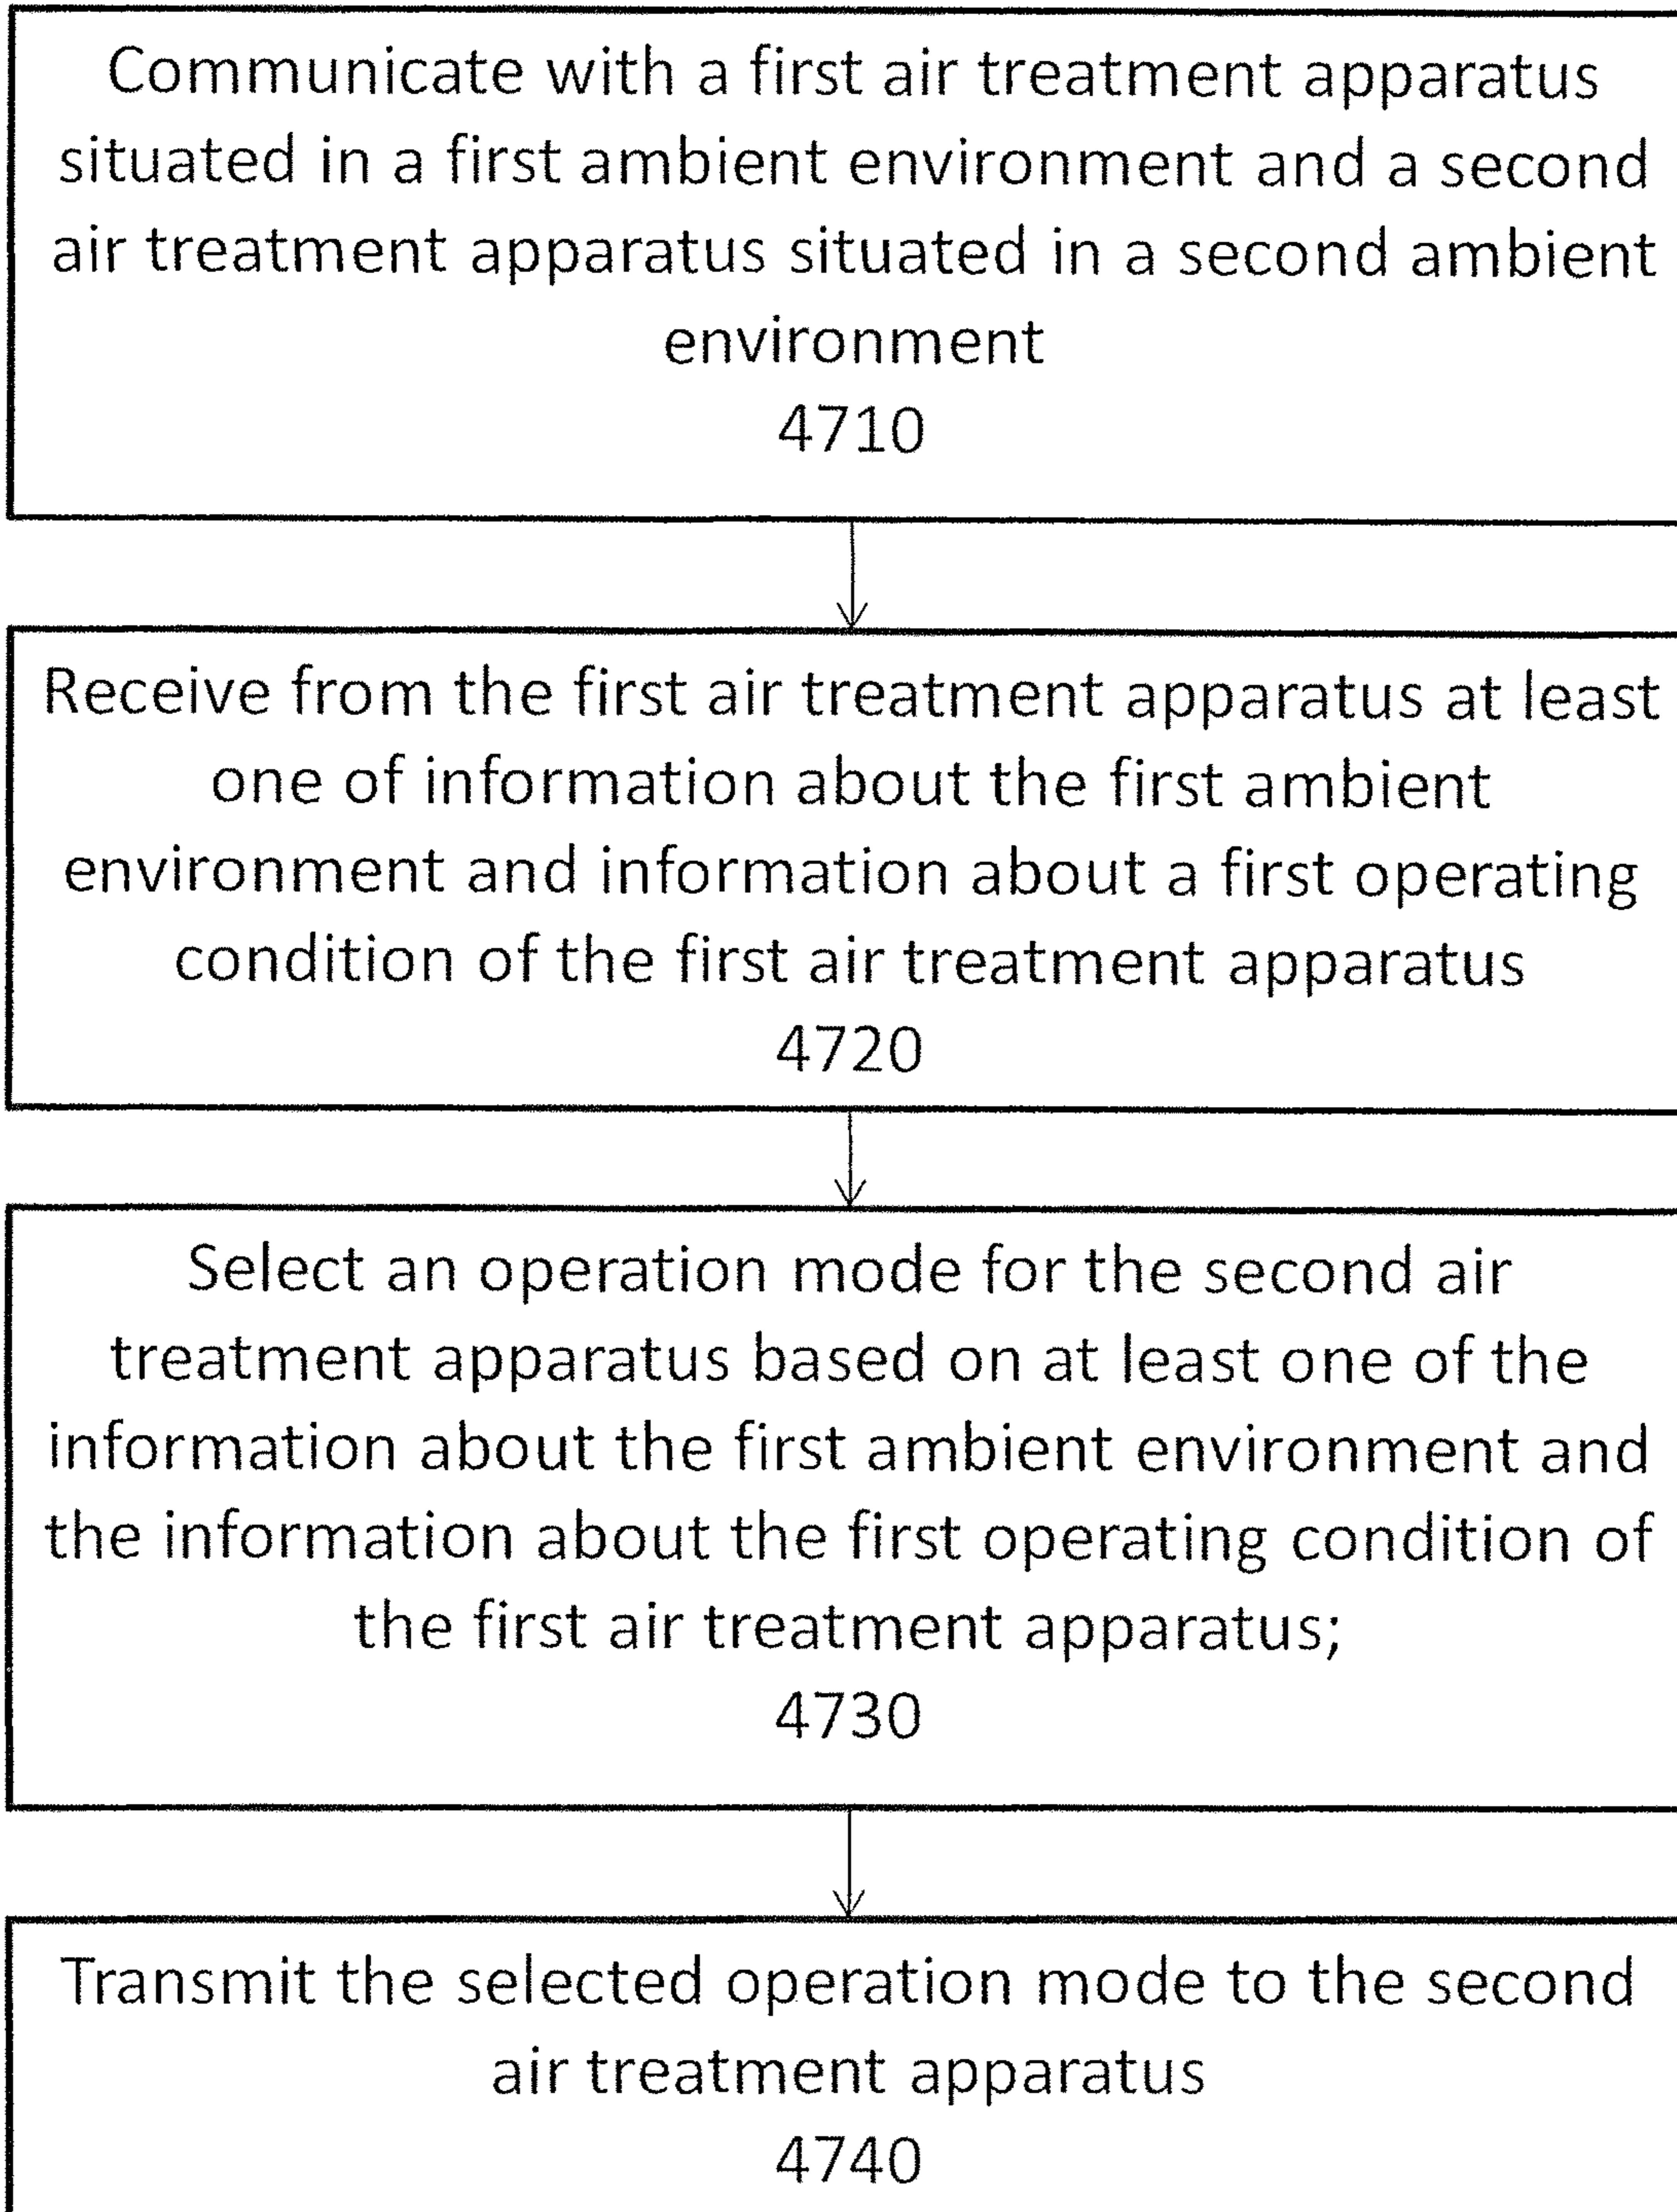 Communicate with a first air treatment apparatus
situated in a first ambient environment and a second
air treatment apparatus situated in a second ambient
environment
4710
Receive from the first air treatment apparatus at least
one of information about the first ambient
environment and information about a first operating
condition of the first air treatment apparatus
4720
Select an operation mode for the second air
treatment apparatus based on at least one of the
information about the first ambient environment and
the information about the first operating condition of
the first air treatment apparatus;
4730
Transmit the selected operation mode to the second
air treatment apparatus
4740